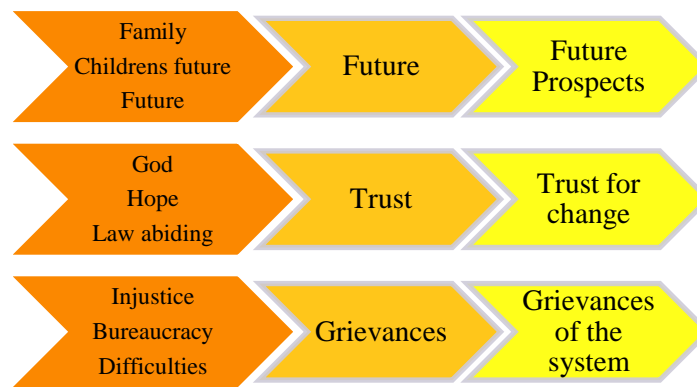 Family
Childrens future
Future
Future
Future
Prospects
God
Hope
Law abiding
Trust
Trust for
change
Injustice
Bureaucracy
Difficulties
Grievances
Grievances
of the
system